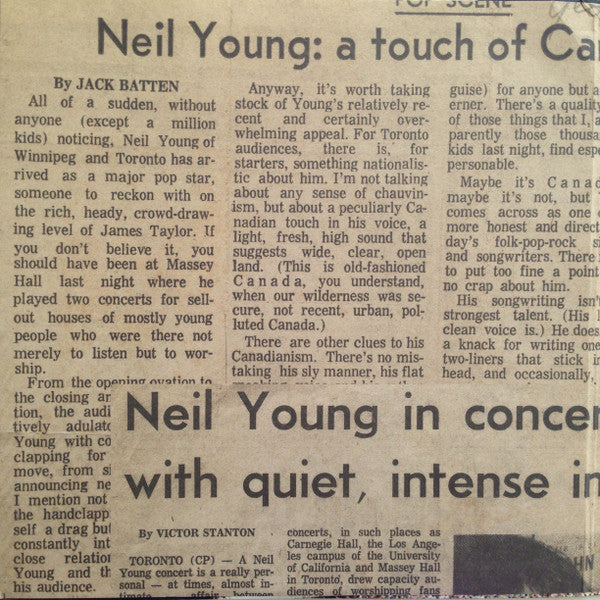 POP SCENE
Neil Young: a touch of Ca
By JACK BATTEN
All of a sudden, without
anyone (except a million
kids) noticing, Neil Young of
Winnipeg and Toronto has ar-
rived as a major pop star,
someone to reckon with on
the rich, heady, crowd-draw-
ing level of James Taylor. If
you don't believe it, you
should have been at Massey
Hall last night where he
played two concerts for sell-
out houses of mostly young
people who were there not
merely to listen but to wor-
ship.
From the opening ovation to
the closing ar
tion, the audi
tively adulate
Young with co
clapping for
move, from si
announcing ne
I mention not
the handclapp
self a drag but
constantly int
close relation
Young and th
his audience.
Anyway, it's worth taking
stock of Young's relatively re-
cent and certainly over-
whelming appeal. For Toronto
audiences, there is, for
starters, something nationalis-
tic about him. I'm not talking
about any sense of chauvin-
ism, but about a peculiarly Ca-
nadian touch in his voice, a
light, fresh, high sound that
suggests wide, clear, open
land. (This is old-fashioned
Canada, you understand,
when our wilderness was se-
cure, not recent, urban, pol-
luted Canada.)
There are other clues to his
Canadianism. There's no mis-
taking his sly manner, his flat
guise) for anyone but a
erner. There's a quality
of those things that I, a
parently those thousa
kids last night, find espe
personable.
Maybe it's Canad
maybe it's not, but
comes across as one
more honest and direct
day's folk-pop-rock s
and songwriters. There
to put too fine a point
no crap about him.
His songwriting isn'
strongest talent. (His
clean voice is.) He does
a knack for writing one
two-liners that stick i
head, and occasionally,
Neil Young in concer
with quiet, intense in
By VICTOR STANTON
TORONTO (CP) — A Neil
Young concert is a really per-
sonal — at times, almost in-
timate affair between
concerts, in such places as
Carnegie Hall, the Los Ange-
les campus of the University
of California and Massey Hall
in Toronto, drew capacity au-
diences of worshipping fans
HN